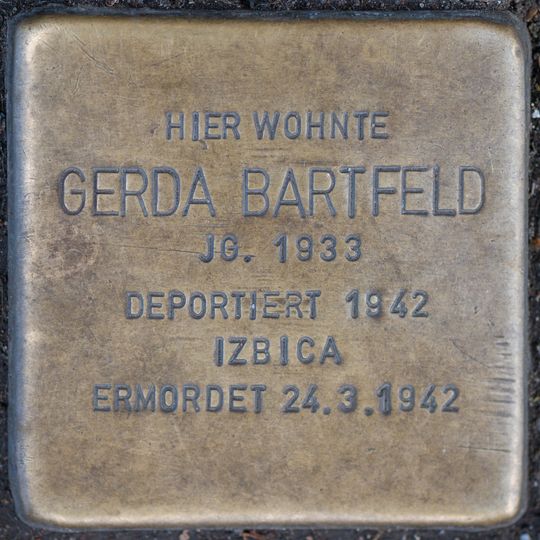 HIER WOHNTE
GERDA BARTFELD
JG. 1933
DEPORTIERT 1942
IZBICA
ERMORDET 24.3.1942